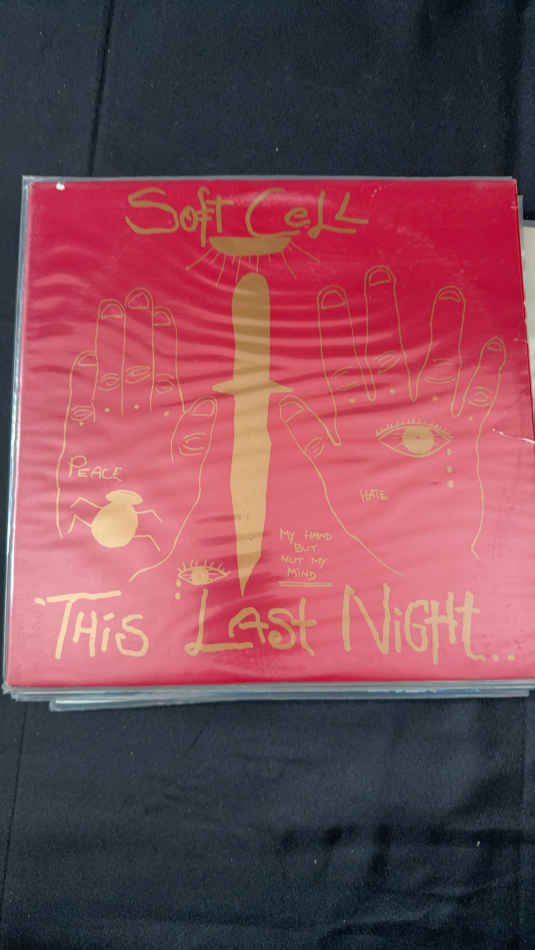 Soft Cell
PEACE
HATE
MY HAND
BUT
NOT MY
MIND
'THiS LASt NiGHt...